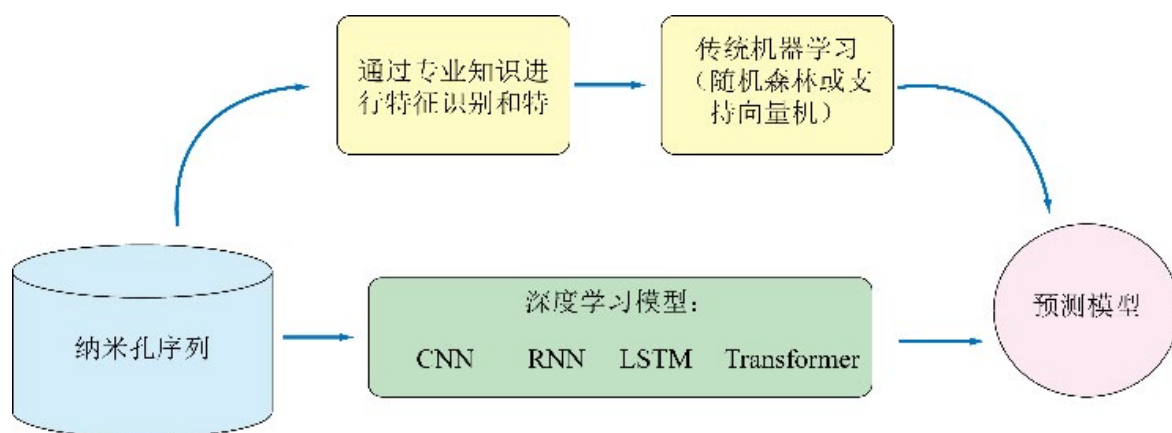 通过专业知识进
行特征识别和特
传统机器学习
（随机森林或支
持向量机）
纳米孔序列
深度学习模型：
CNN RNN LSTM Transformer
预测模型